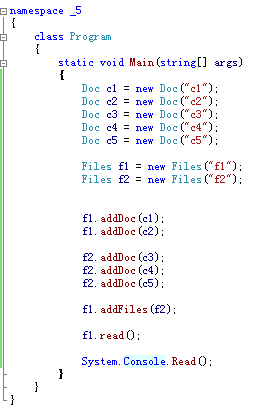 namespace _5
{
class Program
{
static void Main(string[] args)
{
Doc c1 = new Doc("c1");
Doc c2 = new Doc("c2");
Doc c3 = new Doc("c3");
Doc c4 = new Doc("c4");
Doc c5 = new Doc("c5");
Files f1 = new Files("f1");
Files f2 = new Files("f2");
f1.addDoc(c1);
f1.addDoc(c2);
f2.addDoc(c3);
f2.addDoc(c4);
f2.addDoc(c5);
f1.addFiles(f2);
f1.read();
System.Console.Read();
}
}
}